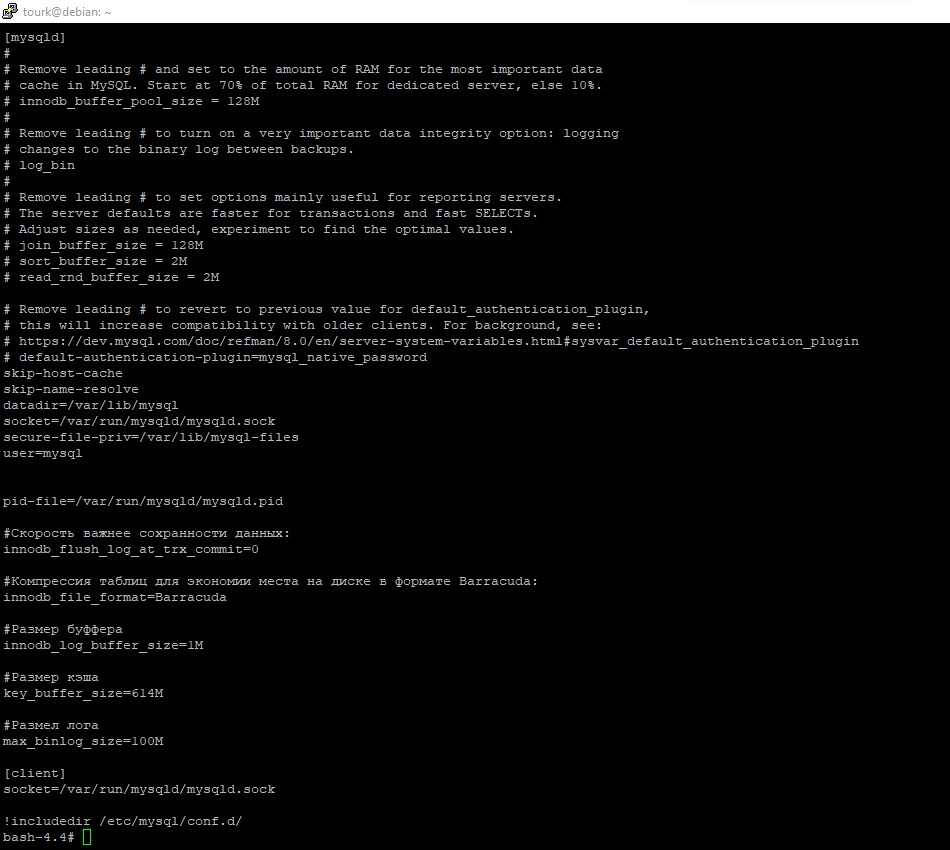 tourk@debian: ~
[mysqld]
#
# Remove leading # and set to the amount of RAM for the most important data
# cache in MySQL. Start at 70% of total RAM for dedicated server, else 10%.
# innodb_buffer_pool_size = 128M
#
# Remove leading # to turn on a very important data integrity option: logging
# changes to the binary log between backups.
# log_bin
#
# Remove leading # to set options mainly useful for reporting servers.
# The server defaults are faster for transactions and fast SELECTs.
# Adjust sizes as needed, experiment to find the optimal values.
# join_buffer_size = 128M
# sort_buffer_size = 2M
# read_rnd_buffer_size = 2M
# Remove leading # to revert to previous value for default_authentication_plugin,
# this will increase compatibility with older clients. For background, see:
# https://dev.mysql.com/doc/refman/8.0/en/server-system-variables.html#sysvar_default_authentication_plugin
# default-authentication-plugin=mysql_native_password
skip-host-cache
skip-name-resolve
datadir=/var/lib/mysql
socket=/var/run/mysqld/mysqld.sock
secure-file-priv=/var/lib/mysql-files
user=mysql
pid-file=/var/run/mysqld/mysqld.pid
#Скорость важнее сохранности данных:
innodb_flush_log_at_trx_commit=0
#Компрессия таблиц для экономии места на диске в формате Barracuda:
innodb_file_format=Barracuda
#Размер буффера
innodb_log_buffer_size=1M
#Размер кэша
key_buffer_size=614M
#Размел лога
max_binlog_size=100M
[client]
socket=/var/run/mysqld/mysqld.sock
!includedir /etc/mysql/conf.d/
bash-4.4#